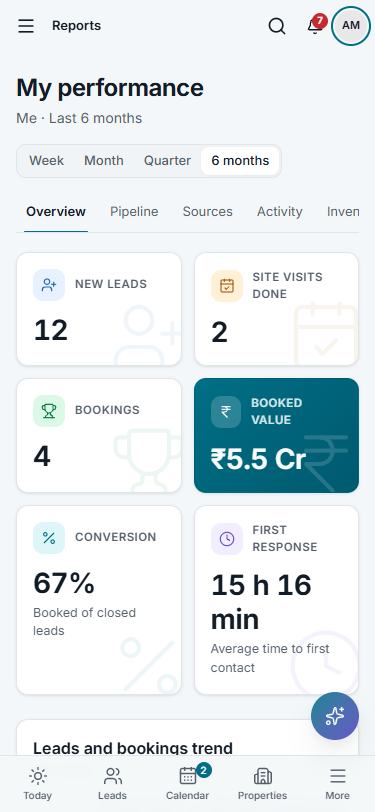 Reports
7
AM
My performance
Me · Last 6 months
Week Month Quarter 6 months
Overview Pipeline Sources Activity Inven
NEW LEADS
12
SITE VISITS
DONE
2
BOOKINGS
4
BOOKED
VALUE
₹5.5 Cr
CONVERSION
67%
Booked of closed
leads
FIRST
RESPONSE
15 h 16
min
Average time to first
contact
Leads and bookings trend
2
Today Leads Calendar Properties More